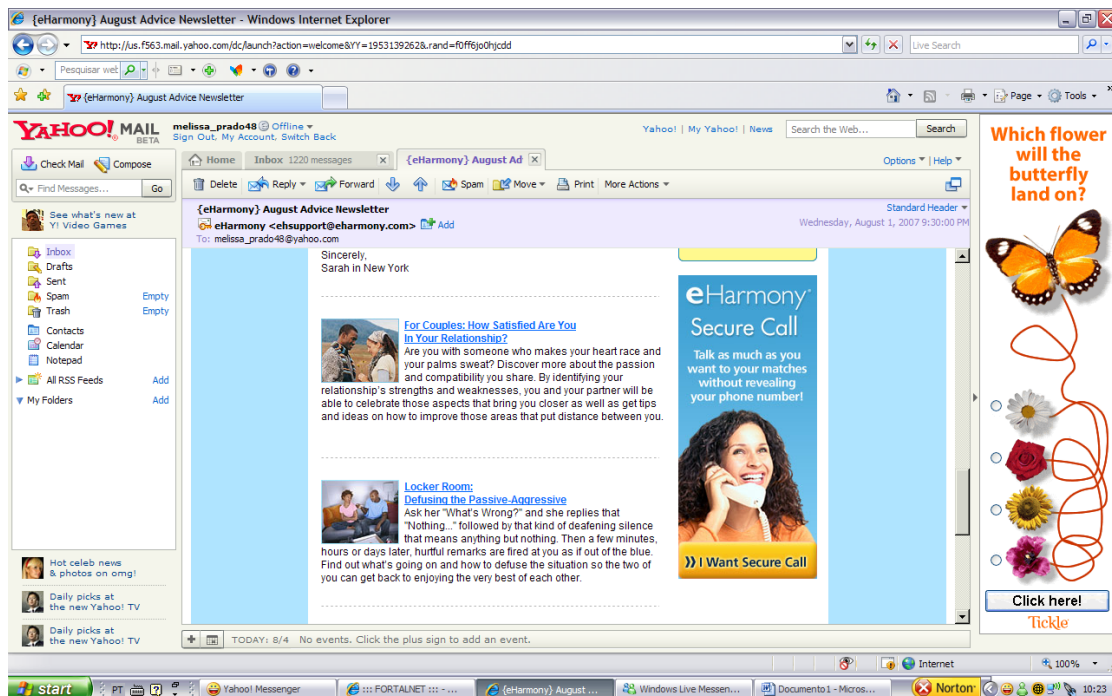 {eHarmony} August Advice Newsletter - Windows Internet Explorer
http://us.f563.mail.yahoo.com/dc/launch?action=welcome&YY=1953139262&.rand=f0ff6jo0hjcdd
Live Search
Pesquisar wet
{eHarmony} August Advice Newsletter
Page
Tools
YAHOO! MAIL
BETA
melissa_prado48 Offline
Sign Out, My Account, Switch Back
Yahoo! | My Yahoo! | News
Search the Web...
Search
Check Mail
Compose
Home
Inbox 1220 messages x
{eHarmony} August Ad x
Options | Help
Find Messages...
Go
Delete
Reply
Forward
Spam
Move
Print
More Actions
See what's new at
Y! Video Games
{eHarmony} August Advice Newsletter
Standard Header
eHarmony <ehsupport@eharmony.com> Add
Wednesday, August 1, 2007 9:30:00 PM
To: melissa_prado48@yahoo.com
Inbox
Drafts
Sent
Spam Empty
Trash Empty
Contacts
Calendar
Notepad
All RSS Feeds Add
My Folders Add
Hot celeb news
& photos on omg!
Daily picks at
the new Yahoo! TV
Daily picks at
the new Yahoo! TV
Sincerely,
Sarah in New York
For Couples: How Satisfied Are You
In Your Relationship?
Are you with someone who makes your heart race and
your palms sweat? Discover more about the passion
and compatibility you share. By identifying your
relationship's strengths and weaknesses, you and your partner will be
able to celebrate those aspects that bring you closer as well as get tips
and ideas on how to improve those areas that put distance between you.
Locker Room:
Defusing the Passive-Aggressive
Ask her "What's Wrong?" and she replies that
"Nothing..." followed by that kind of deafening silence
that means anything but nothing. Then a few minutes,
hours or days later, hurtful remarks are fired at you as if out of the blue.
Find out what's going on and how to defuse the situation so the two of
you can get back to enjoying the very best of each other.
eHarmony
Secure Call
Talk as much as you
want to your matches
without revealing
your phone number!
I Want Secure Call
Which flower
will the
butterfly
land on?
Click here!
Tickle
TODAY: 8/4 No events. Click the plus sign to add an event.
Internet
100%
start
PT
Yahoo! Messenger
::: FORTALNET ::: - ...
{eHarmony} August ...
Windows Live Messen...
Documento1 - Micros...
Norton
10:23